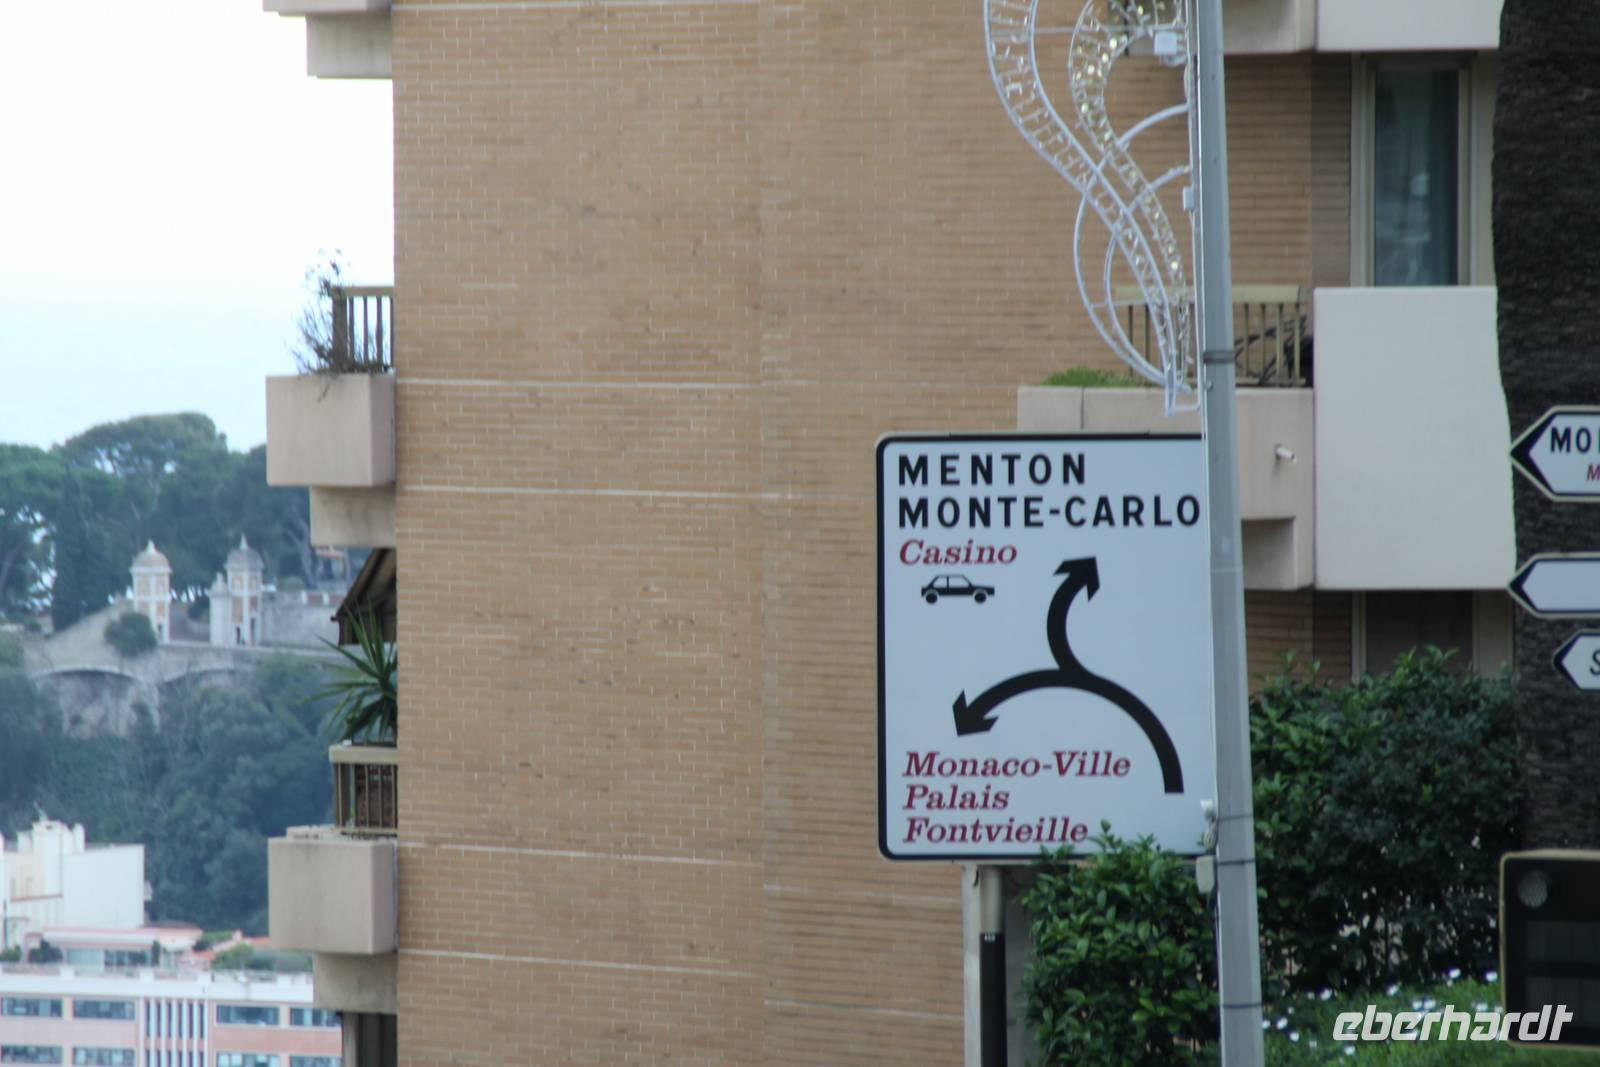 MENTON
MONTE-CARLO
Casino
Monaco-Ville
Palais
Fontvieille
eberhardt